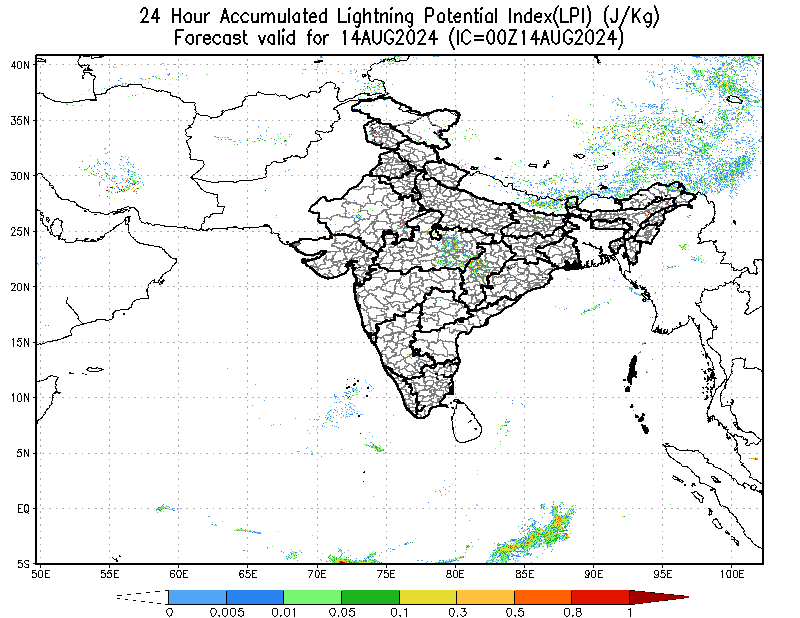 24 Hour Accumulated Lightning Potential Index(LPI) (J/Kg)
Forecast valid for 14AUG2024 (IC=00Z14AUG2024)
40N
35N
30N
25N
20N
15N
10N
5N
EQ
5S
50E 55E 60E 65E 70E 75E 80E 85E 90E 95E 100E
0 0.005 0.01 0.05 0.1 0.3 0.5 0.8 1